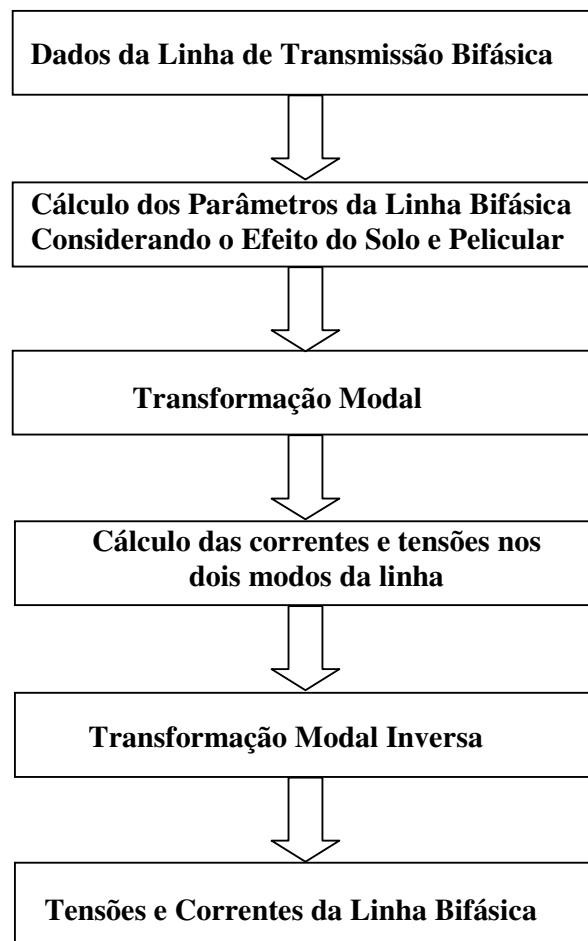 Dados da Linha de Transmissão Bifásica
Cálculo dos Parâmetros da Linha Bifásica
Considerando o Efeito do Solo e Pelicular
Transformação Modal
Cálculo das correntes e tensões nos
dois modos da linha
Transformação Modal Inversa
Tensões e Correntes da Linha Bifásica